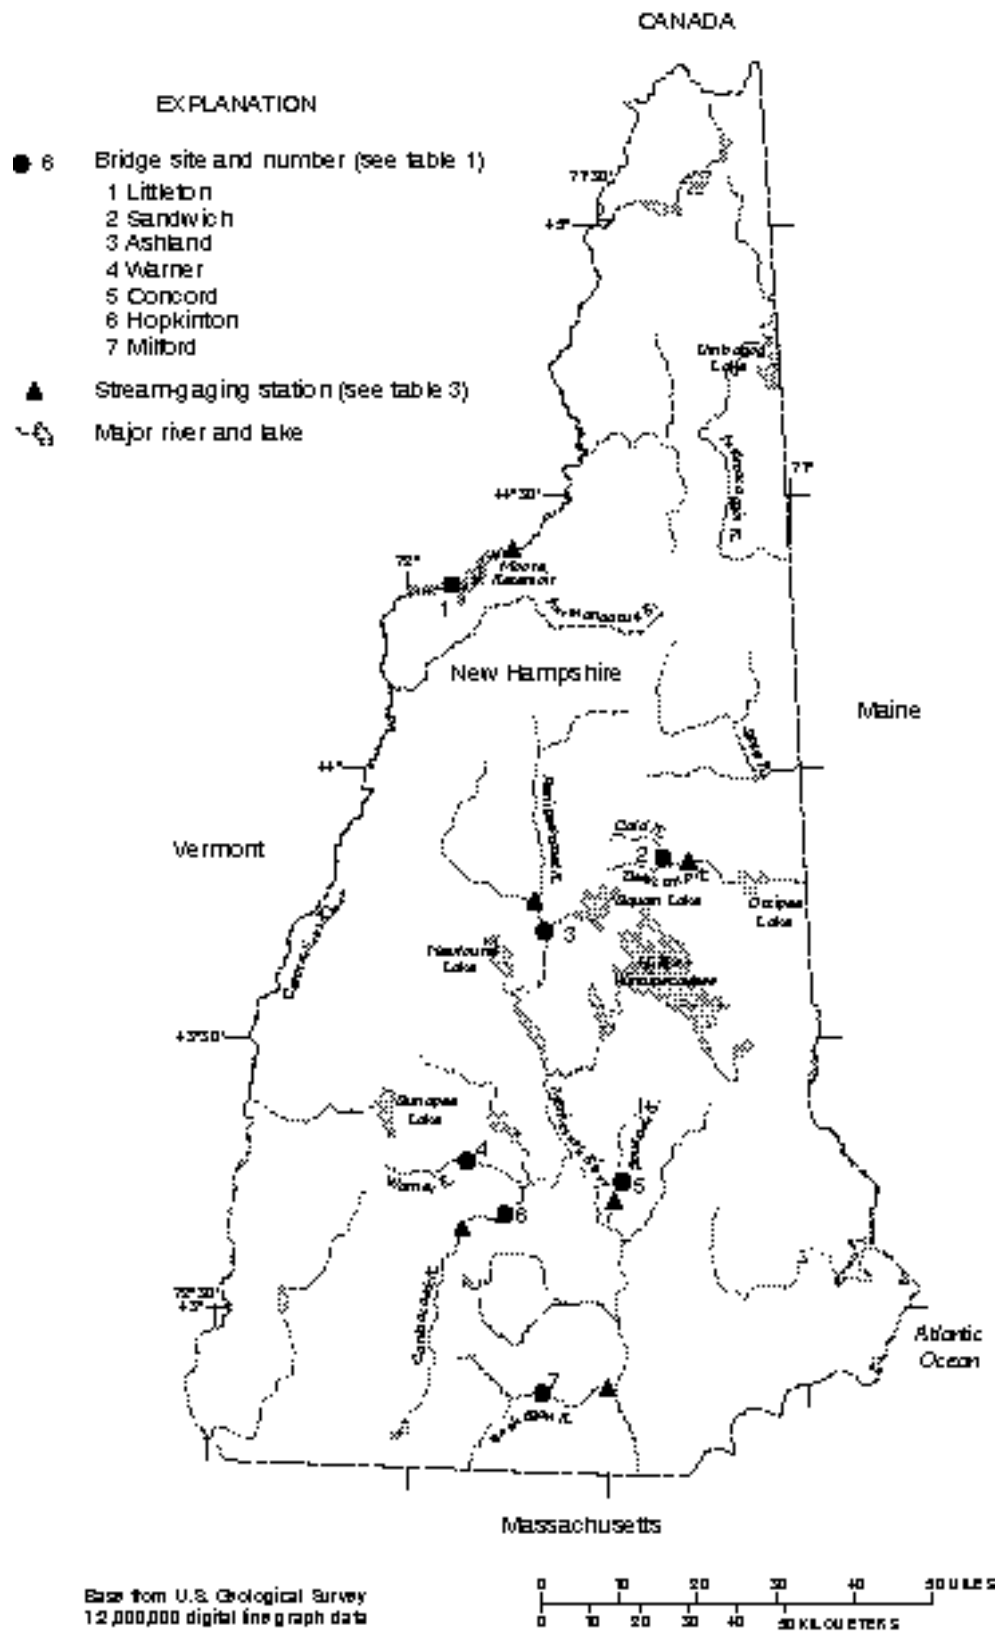 CANADA
EXPLANATION
6 Bridge site and number (see table 1)
1 Littleton
2 Sandwich
3 Ashland
4 Warner
5 Concord
6 Hopkinton
7 Milford
Stream-gaging station (see table 3)
Major river and lake
45°
Lake
71°
44°30'
72°
Moore
Reservoir
1
New Hampshire
Maine
44°
Vermont
Cold R.
2
Squam Lake
Ossipee
Lake
3
Newfound
Lake
43°30'
Sunapee
Lake
4
5
6
72°30'
43°
Atlantic
Ocean
7
Massachusetts
Base from U.S. Geological Survey
1:2,000,000 digital line graph data
0 10 20 30 40 50 MILES
0 10 20 30 40 50 KILOMETERS